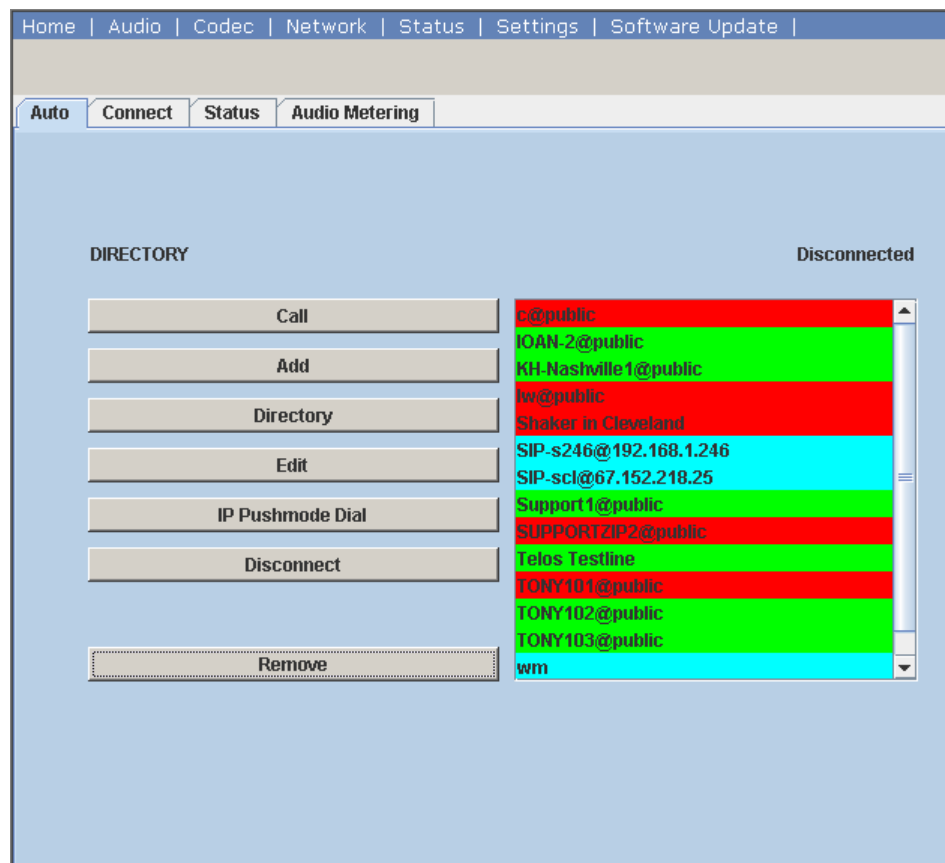 Home | Audio | Codec | Network | Status | Settings | Software Update |
Auto Connect Status Audio Metering
DIRECTORY Disconnected
Call
Add
Directory
Edit
IP Pushmode Dial
Disconnect
Remove
c@public
IOAN-2@public
KH-Nashville1@public
lw@public
Shaker in Cleveland
SIP-s246@192.168.1.246
SIP-scl@67.152.218.25
Support1@public
SUPPORTZIP2@public
Telos Testline
TONY101@public
TONY102@public
TONY103@public
wm